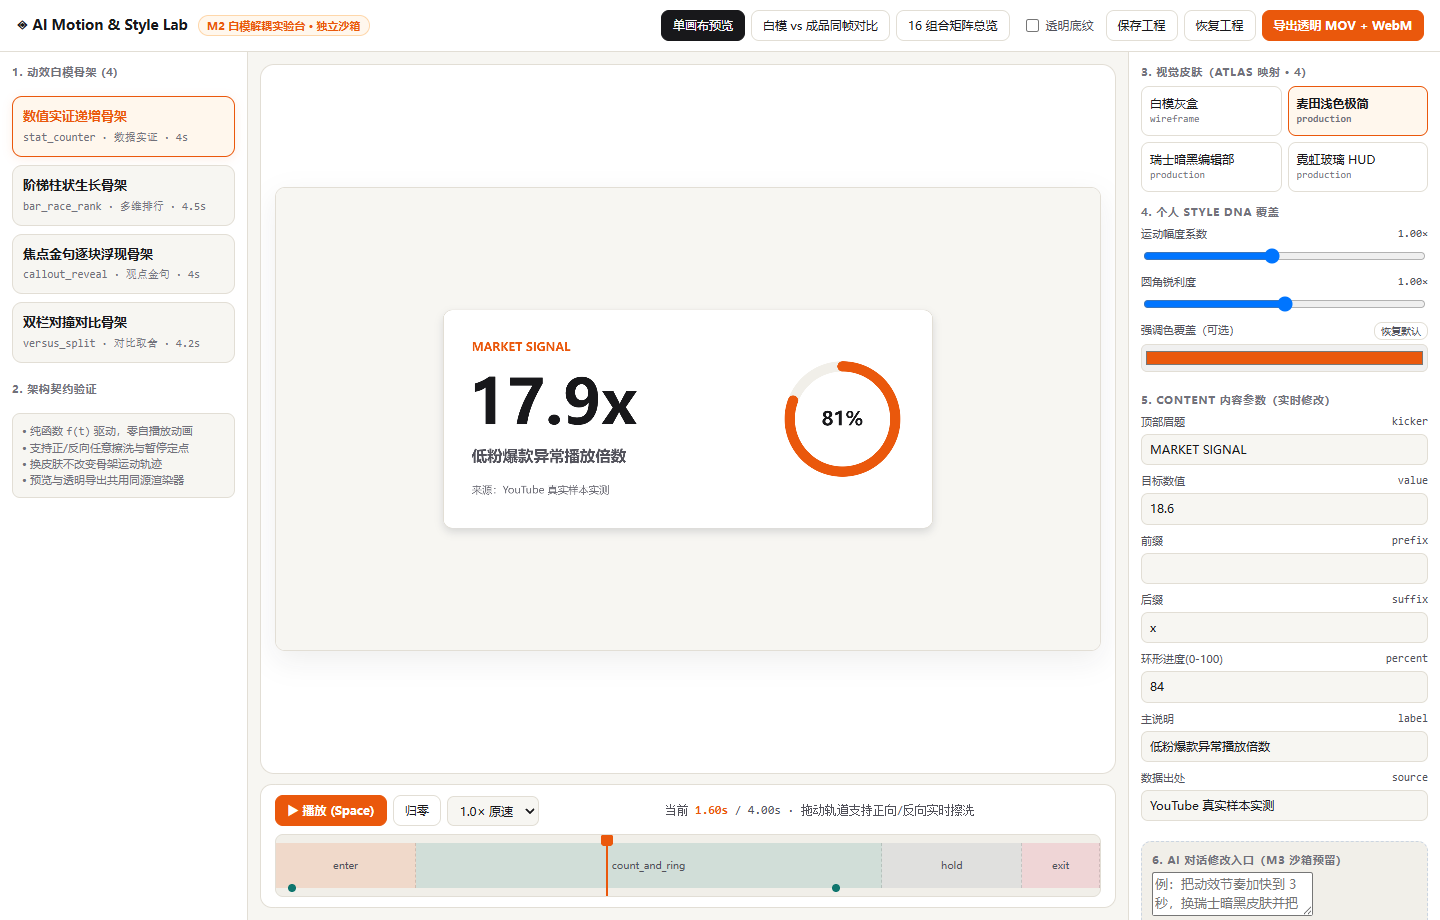 ◈ AI Motion & Style Lab
M2 白模解耦实验台 • 独立沙箱
单画布预览
白模 vs 成品同帧对比
16 组合矩阵总览
透明底纹
保存工程
恢复工程
导出透明 MOV + WebM
1. 动效白模骨架 (4)
数值实证递增骨架
stat_counter · 数据实证 · 4s
阶梯柱状生长骨架
bar_race_rank · 多维排行 · 4.5s
焦点金句逐块浮现骨架
callout_reveal · 观点金句 · 4s
双栏对撞对比骨架
versus_split · 对比取舍 · 4.2s
2. 架构契约验证
• 纯函数 f(t) 驱动，零自播放动画
• 支持正/反向任意擦洗与暂停定点
• 换皮肤不改变骨架运动轨迹
• 预览与透明导出共用同源渲染器
MARKET SIGNAL
17.9x
低粉爆款异常播放倍数
来源：YouTube 真实样本实测
81%
▶ 播放 (Space)
归零
1.0× 原速
当前 1.60s / 4.00s · 拖动轨道支持正向/反向实时擦洗
enter
count_and_ring
hold
exit
3. 视觉皮肤（ATLAS 映射 • 4）
白模灰盒
wireframe
麦田浅色极简
production
瑞士暗黑编辑部
production
霓虹玻璃 HUD
production
4. 个人 STYLE DNA 覆盖
运动幅度系数
1.00×
圆角锐利度
1.00×
强调色覆盖（可选）
恢复默认
5. CONTENT 内容参数（实时修改）
顶部眉题
kicker
MARKET SIGNAL
目标数值
value
18.6
前缀
prefix
后缀
suffix
x
环形进度(0-100)
percent
84
主说明
label
低粉爆款异常播放倍数
数据出处
source
YouTube 真实样本实测
6. AI 对话修改入口（M3 沙箱预留）
例：把动效节奏加快到 3
秒，换瑞士暗黑皮肤并把